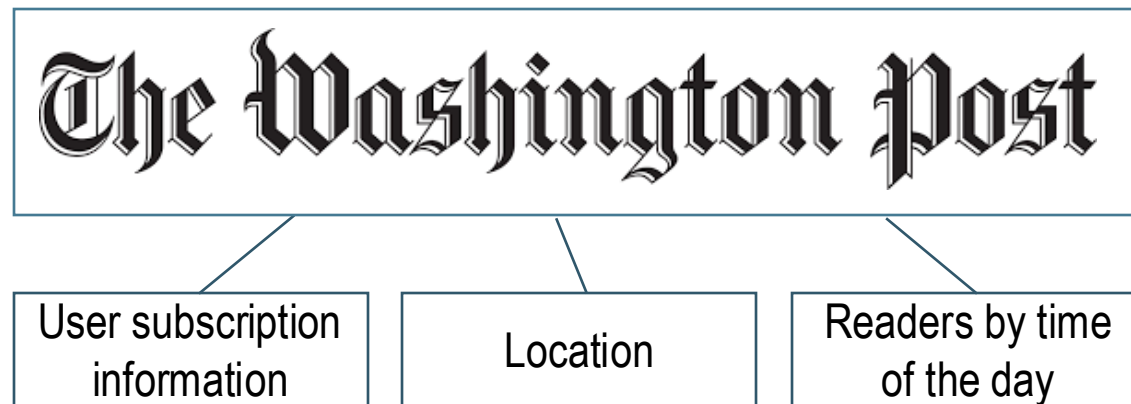 The Washington Post
User subscription
information
Location
Readers by time
of the day